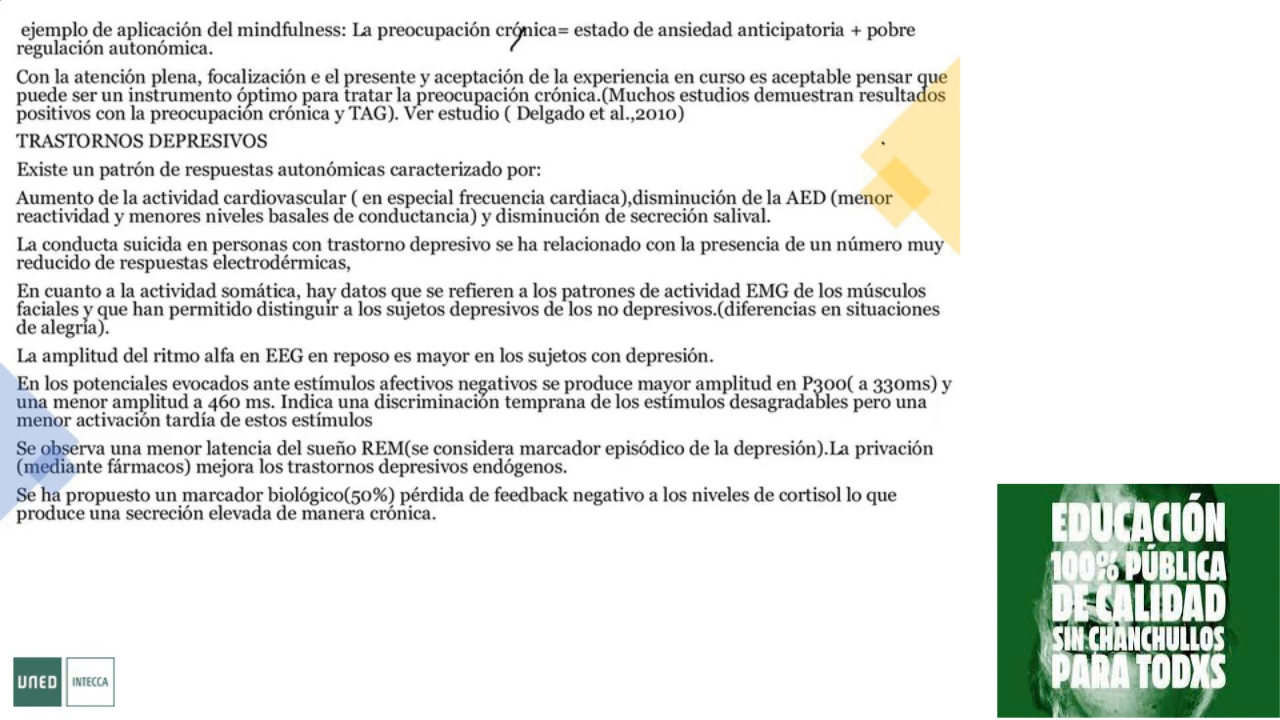 ejemplo de aplicación del mindfulness: La preocupación crónica= estado de ansiedad anticipatoria + pobre
regulación autonómica.
Con la atención plena, focalización e el presente y aceptación de la experiencia en curso es aceptable pensar que
puede ser un instrumento óptimo para tratar la preocupación crónica.(Muchos estudios demuestran resultados
positivos con la preocupación crónica y TAG). Ver estudio ( Delgado et al.,2010)
TRASTORNOS DEPRESIVOS
Existe un patrón de respuestas autonómicas caracterizado por:
Aumento de la actividad cardiovascular ( en especial frecuencia cardiaca),disminución de la AED (menor
reactividad y menores niveles basales de conductancia) y disminución de secreción salival.
La conducta suicida en personas con trastorno depresivo se ha relacionado con la presencia de un número muy
reducido de respuestas electrodérmicas,
En cuanto a la actividad somática, hay datos que se refieren a los patrones de actividad EMG de los músculos
faciales y que han permitido distinguir a los sujetos depresivos de los no depresivos.(diferencias en situaciones
de alegría).
La amplitud del ritmo alfa en EEG en reposo es mayor en los sujetos con depresión.
En los potenciales evocados ante estímulos afectivos negativos se produce mayor amplitud en P300( a 330ms) y
una menor amplitud a 460 ms. Indica una discriminación temprana de los estímulos desagradables pero una
menor activación tardía de estos estímulos
Se observa una menor latencia del sueño REM(se considera marcador episódico de la depresión).La privación
(mediante fármacos) mejora los trastornos depresivos endógenos.
Se ha propuesto un marcador biológico(50%) pérdida de feedback negativo a los niveles de cortisol lo que
produce una secreción elevada de manera crónica.
EDUCACIÓN
100% PÚBLICA
DE CALIDAD
SIN CHANCHULLOS
PARA TODXS
UNED INTECCA